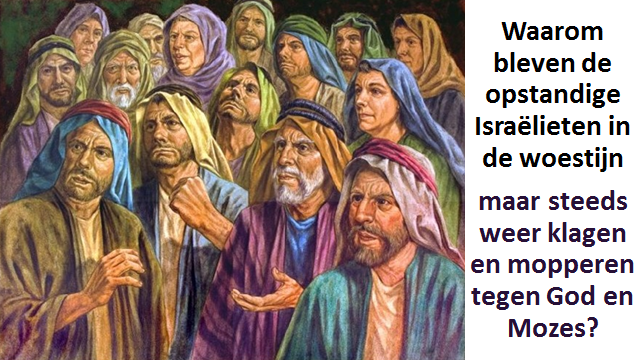 Waarom
bleven de
opstandige
Israëlieten in
de woestijn
maar steeds
weer klagen
en mopperen
tegen God en
Mozes?